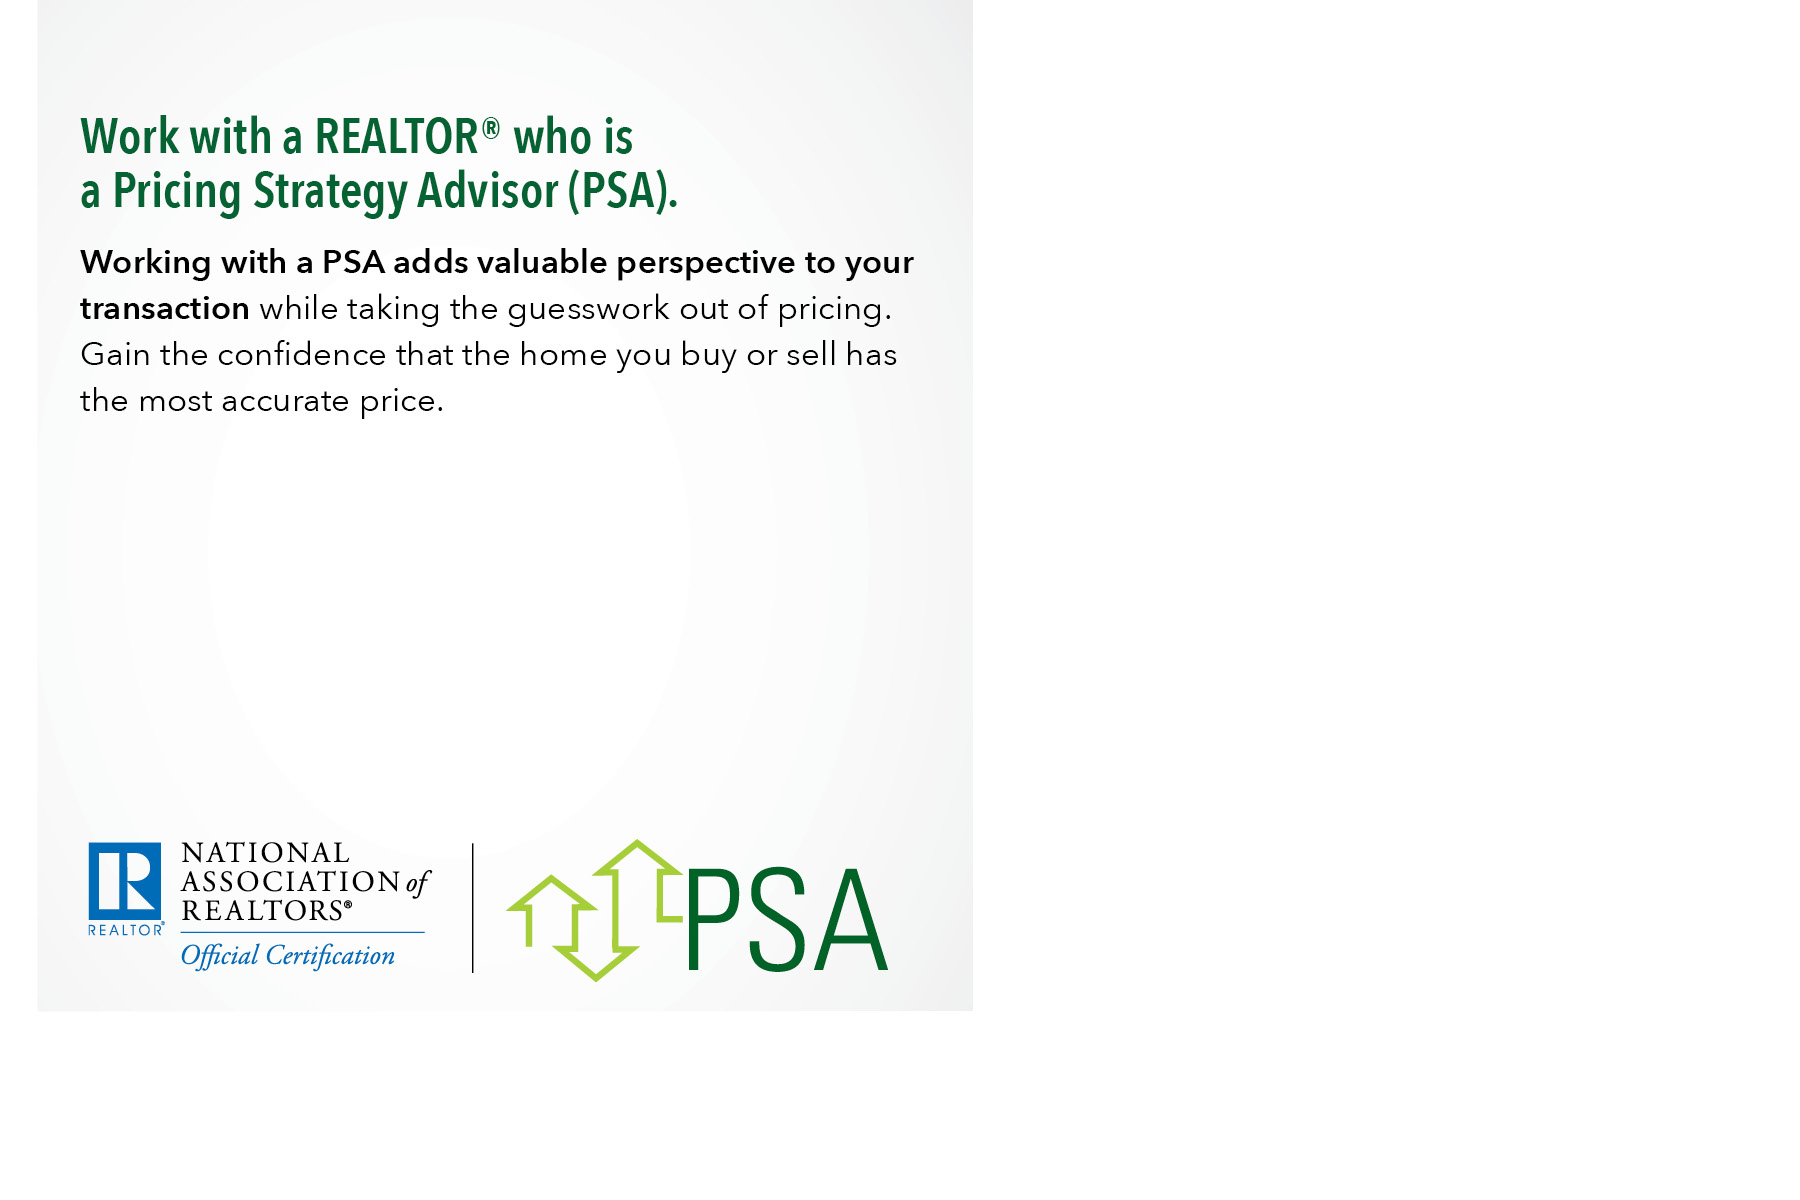 Work with a REALTOR® who is
a Pricing Strategy Advisor (PSA).
Working with a PSA adds valuable perspective to your
transaction while taking the guesswork out of pricing.
Gain the confidence that the home you buy or sell has
the most accurate price.
R
REALTOR®
NATIONAL
ASSOCIATION of
REALTORS®
Official Certification
PSA